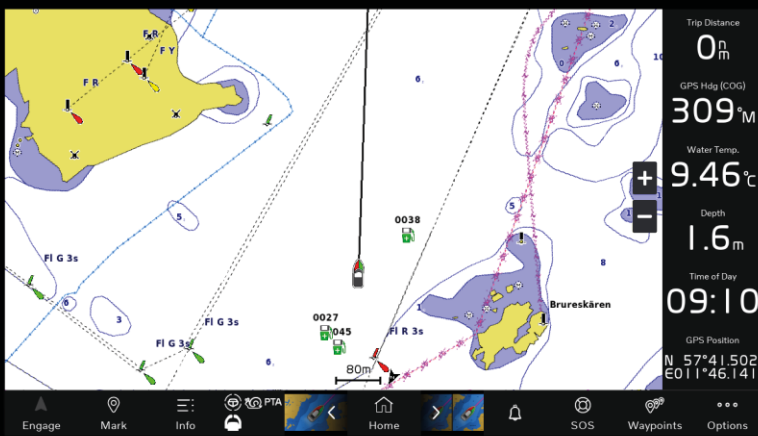 F R
F Y
F R
2
0
6
10
6
5
5
0038
Fl G 3s
8
Brureskären
6
3
Fl G 3s
0027
045
Fl G 3s
Fl R 3s
1
6
80m
Trip Distance
0 nm
GPS Hdg (COG)
309 °M
Water Temp.
9.46 °C
Depth
1.6 m
Time of Day
09:10
GPS Position
N 57°41.502
E011°46.141
+
−
Engage
Mark
Info
PTA
Home
SOS
Waypoints
Options